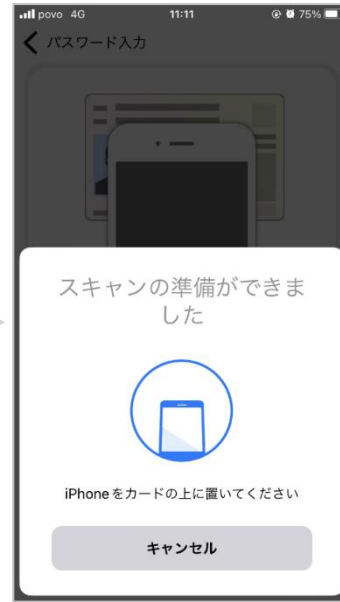 povo 4G 11:11 75%
パスワード入力
スキャンの準備ができま
した
iPhoneをカードの上に置いてください
キャンセル